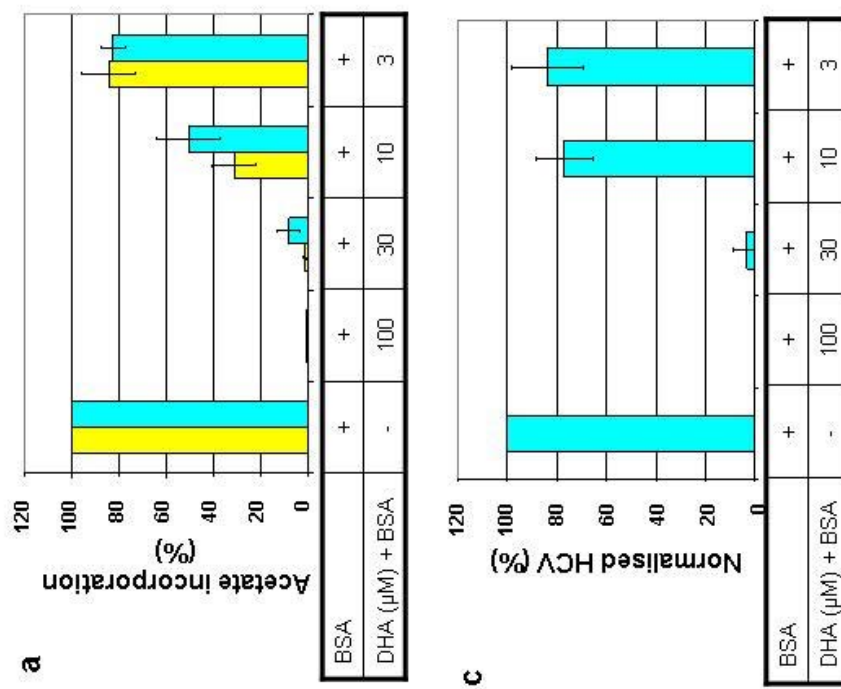 a
Acetate incorporation
(%)
120
100
80
60
40
20
0
BSA + + + + +
DHA (µM) + BSA - 100 30 10 3
c
Normalised HCV (%)
120
100
80
60
40
20
0
BSA + + + + +
DHA (µM) + BSA - 100 30 10 3